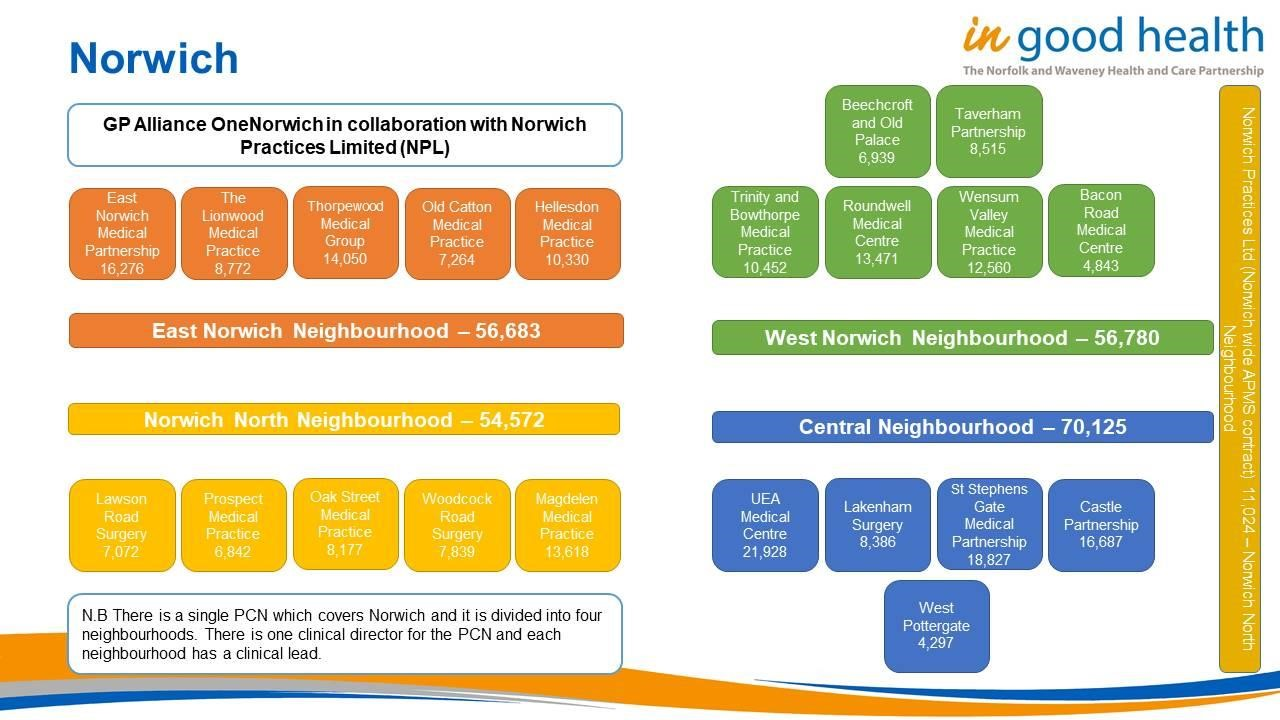 Norwich
in good health
The Norfolk and Waveney Health and Care Partnership
GP Alliance OneNorwich in collaboration with Norwich
Practices Limited (NPL)
East
Norwich
Medical
Partnership
16,276
The
Lionwood
Medical
Practice
8,772
Thorpewood
Medical
Group
14,050
Old Catton
Medical
Practice
7,264
Hellesdon
Medical
Practice
10,330
East Norwich Neighbourhood – 56,683
Norwich North Neighbourhood – 54,572
Lawson
Road
Surgery
7,072
Prospect
Medical
Practice
6,842
Oak Street
Medical
Practice
8,177
Woodcock
Road
Surgery
7,839
Magdelen
Medical
Practice
13,618
N.B There is a single PCN which covers Norwich and it is divided into four
neighbourhoods. There is one clinical director for the PCN and each
neighbourhood has a clinical lead.
Beechcroft
and Old
Palace
6,939
Taverham
Partnership
8,515
Trinity and
Bowthorpe
Medical
Practice
10,452
Roundwell
Medical
Centre
13,471
Wensum
Valley
Medical
Practice
12,560
Bacon
Road
Medical
Centre
4,843
West Norwich Neighbourhood – 56,780
Central Neighbourhood – 70,125
UEA
Medical
Centre
21,928
Lakenham
Surgery
8,386
St Stephens
Gate
Medical
Partnership
18,827
Castle
Partnership
16,687
West
Pottergate
4,297
Norwich Practices Ltd (Norwich wide APMS contract) 11,024 – Norwich North
Neighbourhood